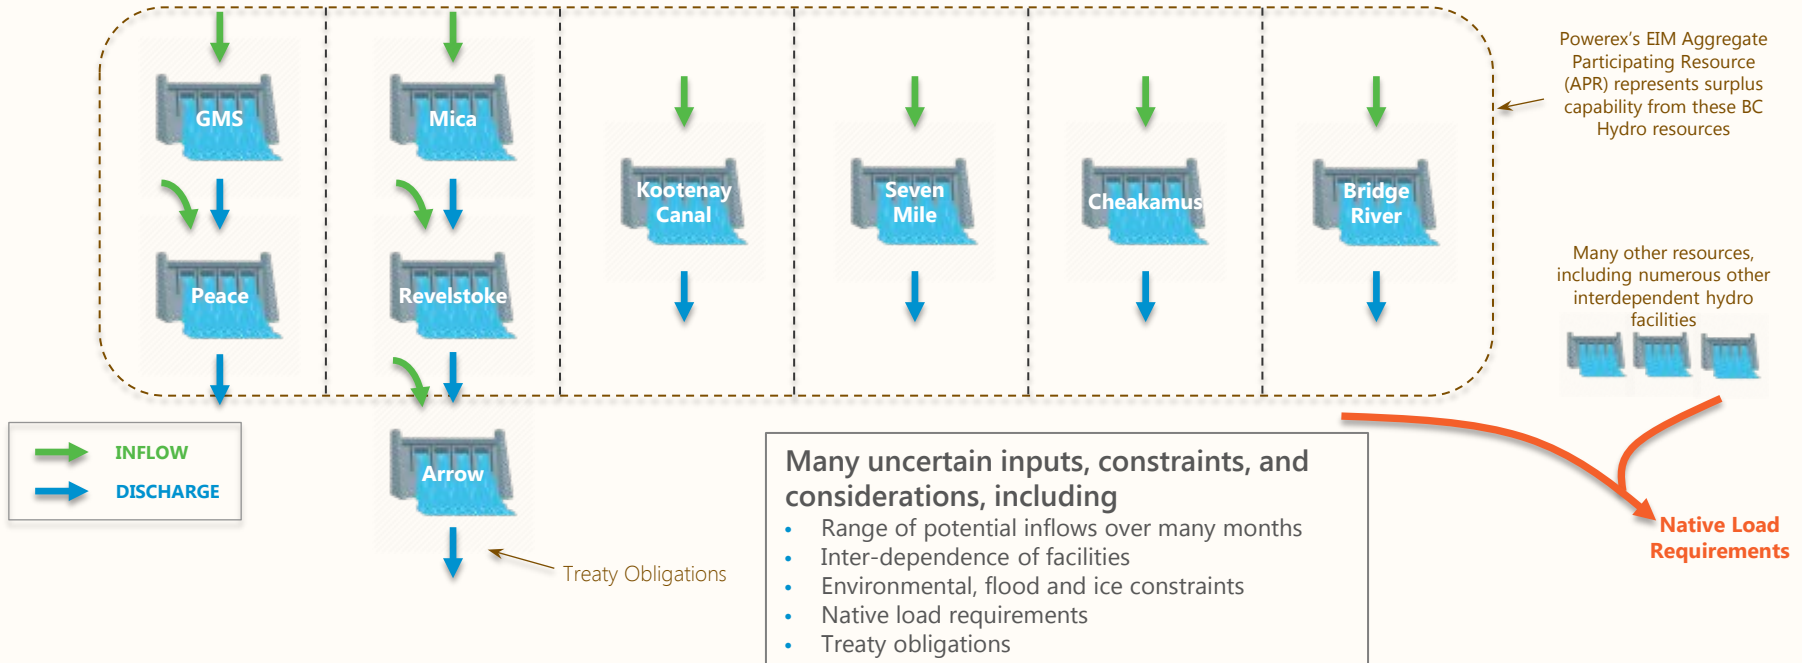 Powerex's EIM Aggregate
Participating Resource
(APR) represents surplus
capability from these BC
Hydro resources
GMS
Mica
Kootenay
Canal
Seven
Mile
Cheakamus
Bridge
River
Peace
Revelstoke
Many other resources,
including numerous other
interdependent hydro
facilities
INFLOW
DISCHARGE
Arrow
Treaty Obligations
Many uncertain inputs, constraints, and
considerations, including
• Range of potential inflows over many months
• Inter-dependence of facilities
• Environmental, flood and ice constraints
• Native load requirements
• Treaty obligations
Native Load
Requirements